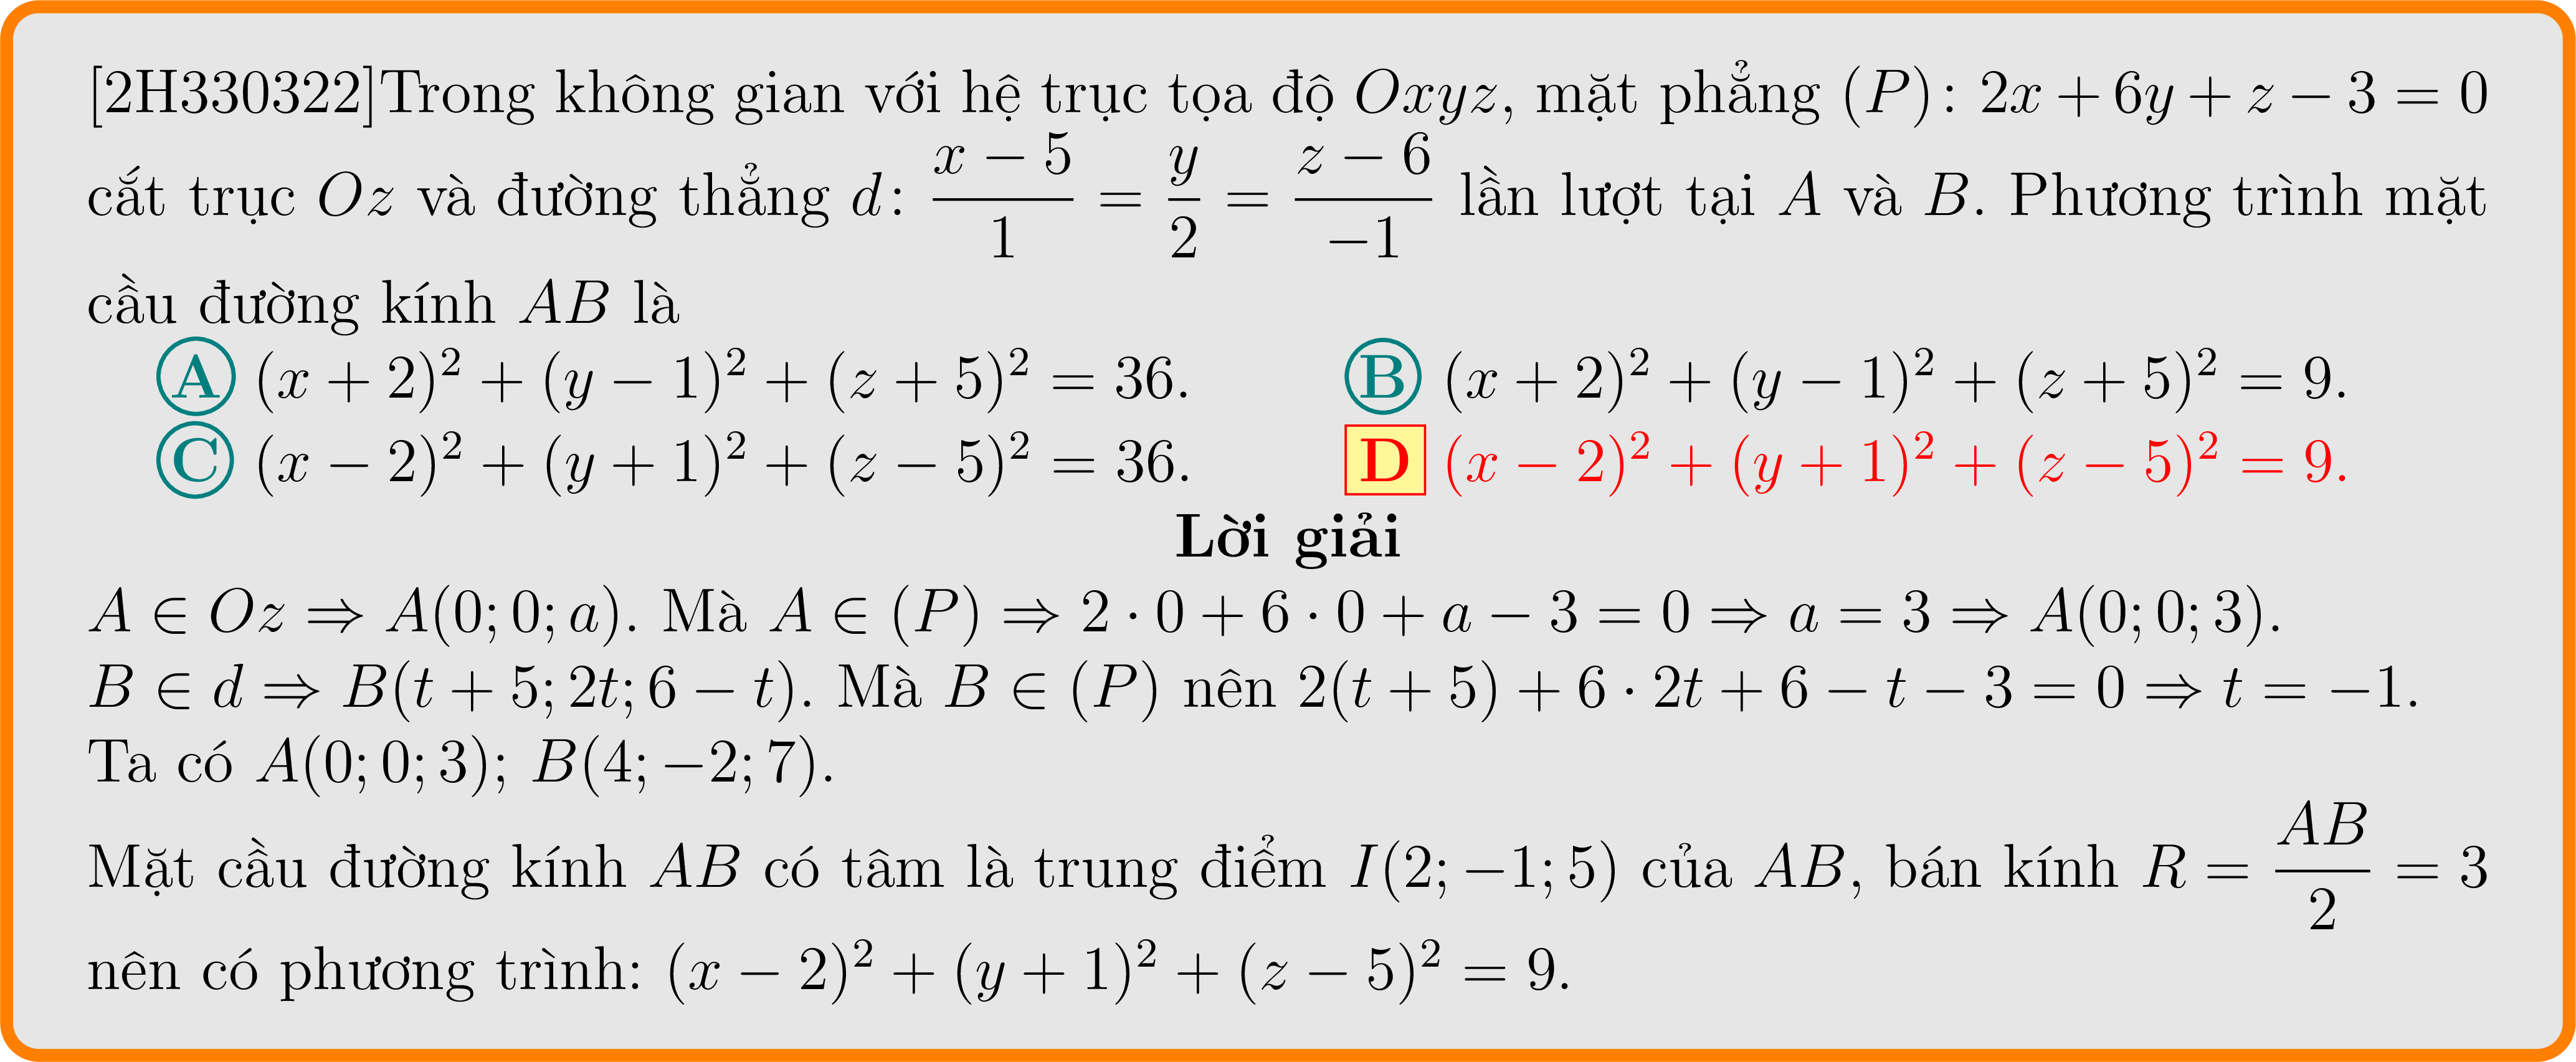 [2H330322]Trong không gian với hệ trục tọa độ $Oxyz$, mặt phẳng $(P)\colon 2x + 6y + z - 3 = 0$
cắt trục $Oz$ và đường thẳng $d\colon \dfrac{x-5}{1} = \dfrac{y}{2} = \dfrac{z-6}{-1}$ lần lượt tại $A$ và $B$. Phương trình mặt
cầu đường kính $AB$ là
A $(x+2)^2 + (y-1)^2 + (z+5)^2 = 36$. B $(x+2)^2 + (y-1)^2 + (z+5)^2 = 9$.
C $(x-2)^2 + (y+1)^2 + (z-5)^2 = 36$. D $(x-2)^2 + (y+1)^2 + (z-5)^2 = 9$.
Lời giải
$A \in Oz \Rightarrow A(0;0;a)$. Mà $A \in (P) \Rightarrow 2 \cdot 0 + 6 \cdot 0 + a - 3 = 0 \Rightarrow a = 3 \Rightarrow A(0;0;3)$.
$B \in d \Rightarrow B(t+5;2t;6-t)$. Mà $B \in (P)$ nên $2(t+5) + 6 \cdot 2t + 6 - t - 3 = 0 \Rightarrow t = -1$.
Ta có $A(0;0;3)$; $B(4;-2;7)$.
Mặt cầu đường kính $AB$ có tâm là trung điểm $I(2;-1;5)$ của $AB$, bán kính $R = \dfrac{AB}{2} = 3$
nên có phương trình: $(x-2)^2 + (y+1)^2 + (z-5)^2 = 9$.